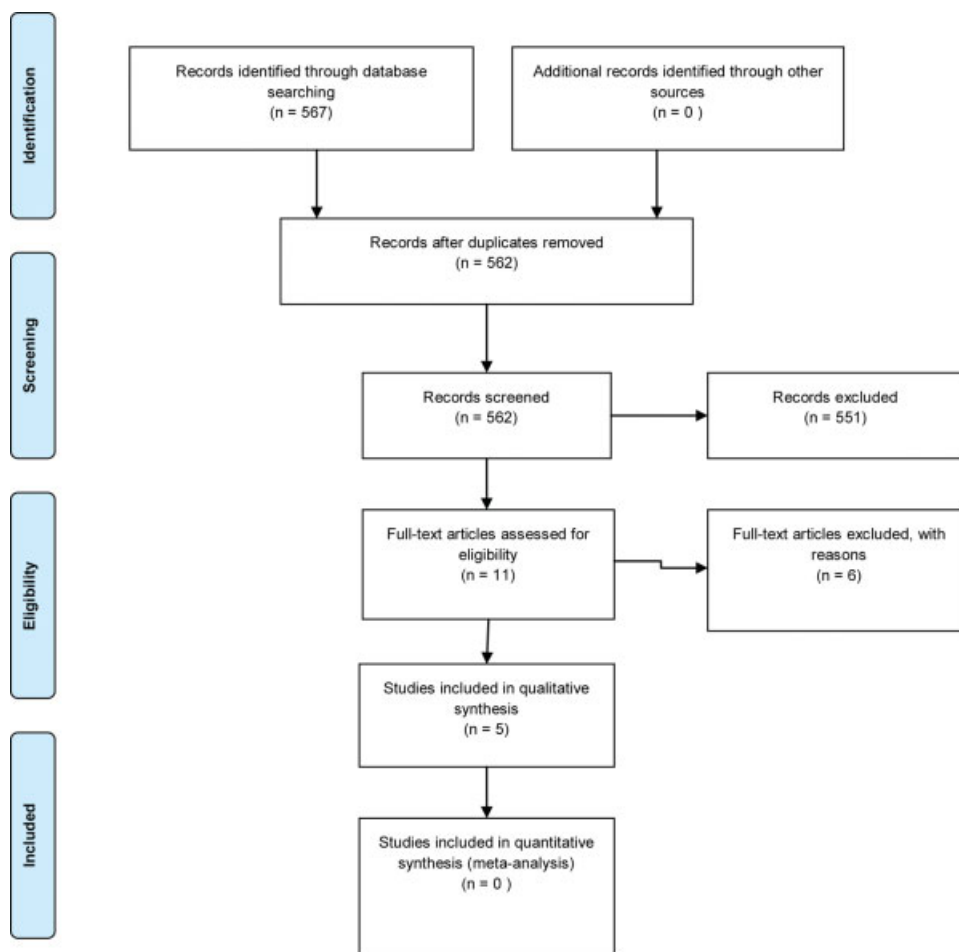 Identification
Records identified through database
searching
(n = 567)
Additional records identified through other
sources
(n = 0 )
Records after duplicates removed
(n = 562)
Screening
Records screened
(n = 562)
Records excluded
(n = 551)
Eligibility
Full-text articles assessed for
eligibility
(n = 11)
Full-text articles excluded, with
reasons
(n = 6)
Studies included in qualitative
synthesis
(n = 5)
Included
Studies included in quantitative
synthesis (meta-analysis)
(n = 0 )